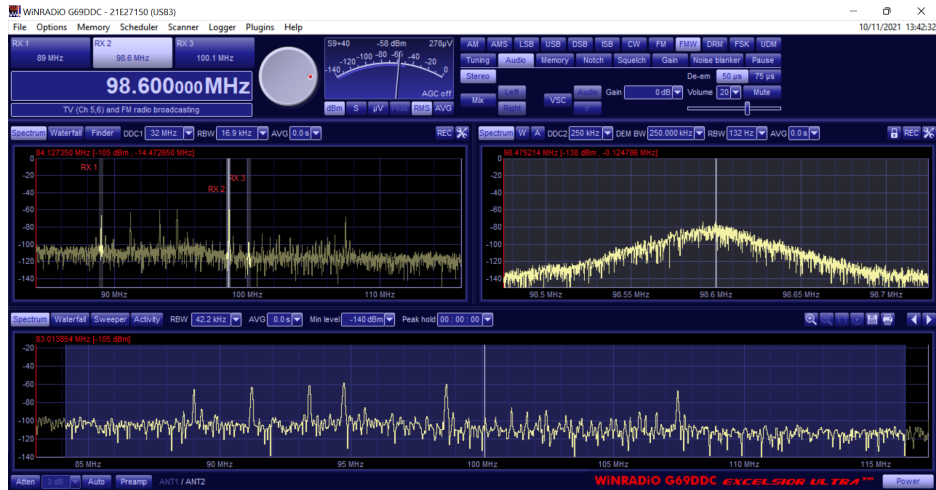 WiNRADiO G69DDC - 21E27150 (USB3)
File Options Memory Scheduler Scanner Logger Plugins Help 10/11/2021 13:42:32
RX 1 RX 2 RX 3
89 MHz 98.6 MHz 100.1 MHz
98.600000 MHz
TV (Ch 5,6) and FM radio broadcasting
S9+40 -58 dBm 278µV
-140 -120 -100 -80 -60 -40 -20 0
AGC off
dBm S µV Peak RMS AVG
AM AMS LSB USB DSB ISB CW FM FMW DRM FSK UDM
Tuning Audio Memory Notch Squelch Gain Noise blanker Pause
Stereo De-em 50 µs 75 µs
Mix Left Right VSC Audio IF Gain 0 dB Volume 20 Mute
Spectrum Waterfall Finder DDC1 32 MHz RBW 16.9 kHz AVG 0.0 s REC
84.127350 MHz [-105 dBm, -14.472650 MHz]
0
RX 1
-20
RX 3
RX 2
-40
-60
-80
-100
-120
-140
90 MHz 100 MHz 110 MHz
Spectrum W A DDC2 250 kHz DEM BW 250.000 kHz RBW 132 Hz AVG 0.0 s REC
98.475214 MHz [-138 dBm, -0.124786 MHz]
0
-20
-40
-60
-80
-100
-120
-140
98.5 MHz 98.55 MHz 98.6 MHz 98.65 MHz 98.7 MHz
Spectrum Waterfall Sweeper Activity RBW 42.2 kHz AVG 0.0 s Min level -140 dBm Peak hold 00 : 00 : 00
83.013854 MHz [-105 dBm]
-20
-40
-60
-80
-100
-120
-140
85 MHz 90 MHz 95 MHz 100 MHz 105 MHz 110 MHz 115 MHz
Atten 3 dB Auto Preamp ANT1 / ANT2 WiNRADiO G69DDC EXCELSIOR ULTRA™ Power